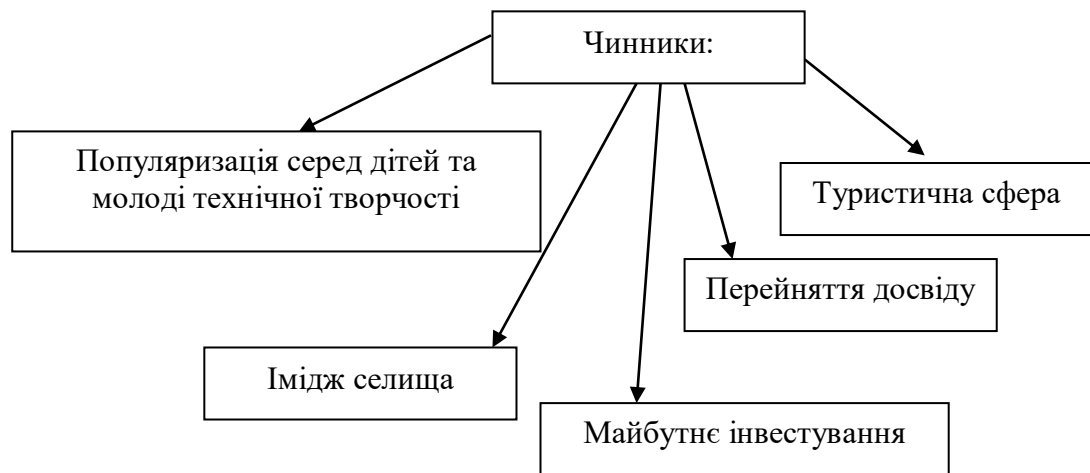 Чинники:
Популяризація серед дітей та
молоді технічної творчості
Туристична сфера
Перейняття досвіду
Імідж селища
Майбутнє інвестування